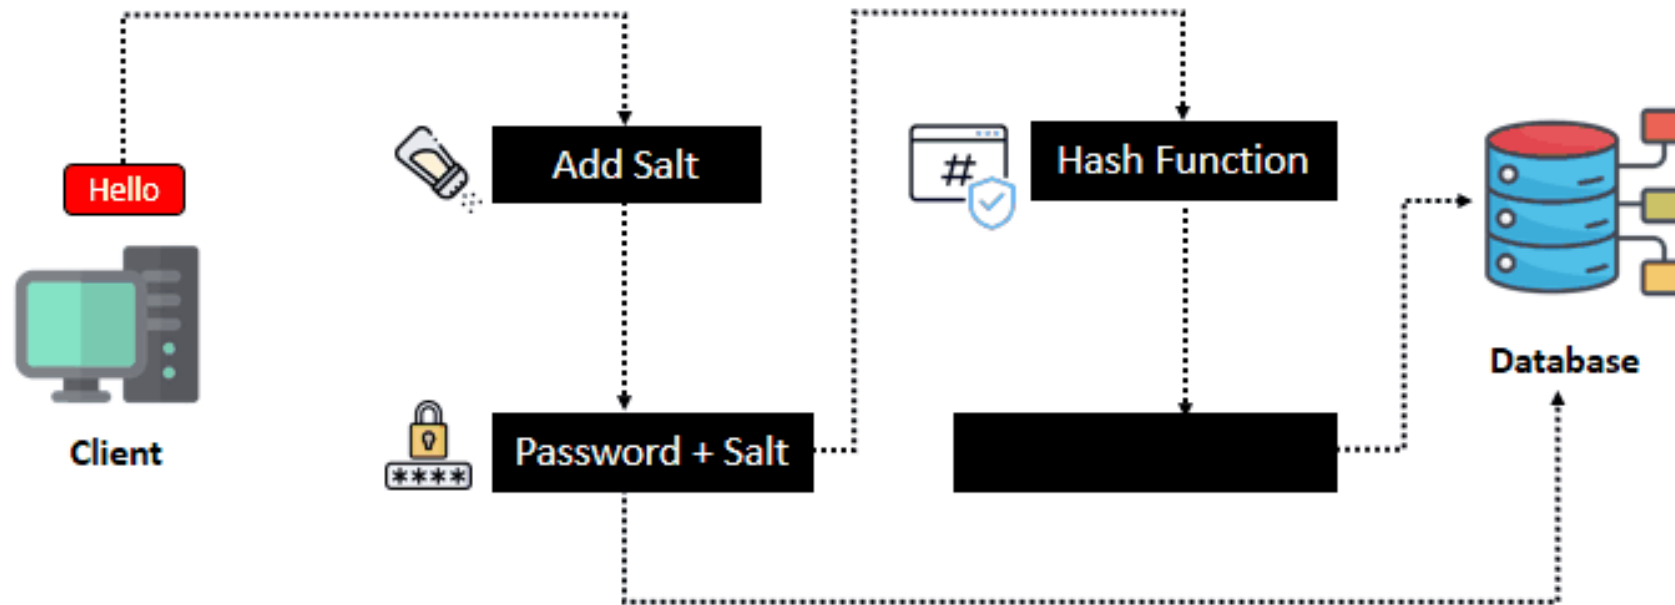 Hello
Add Salt
Hash Function
#
Database
Client
Password + Salt
****